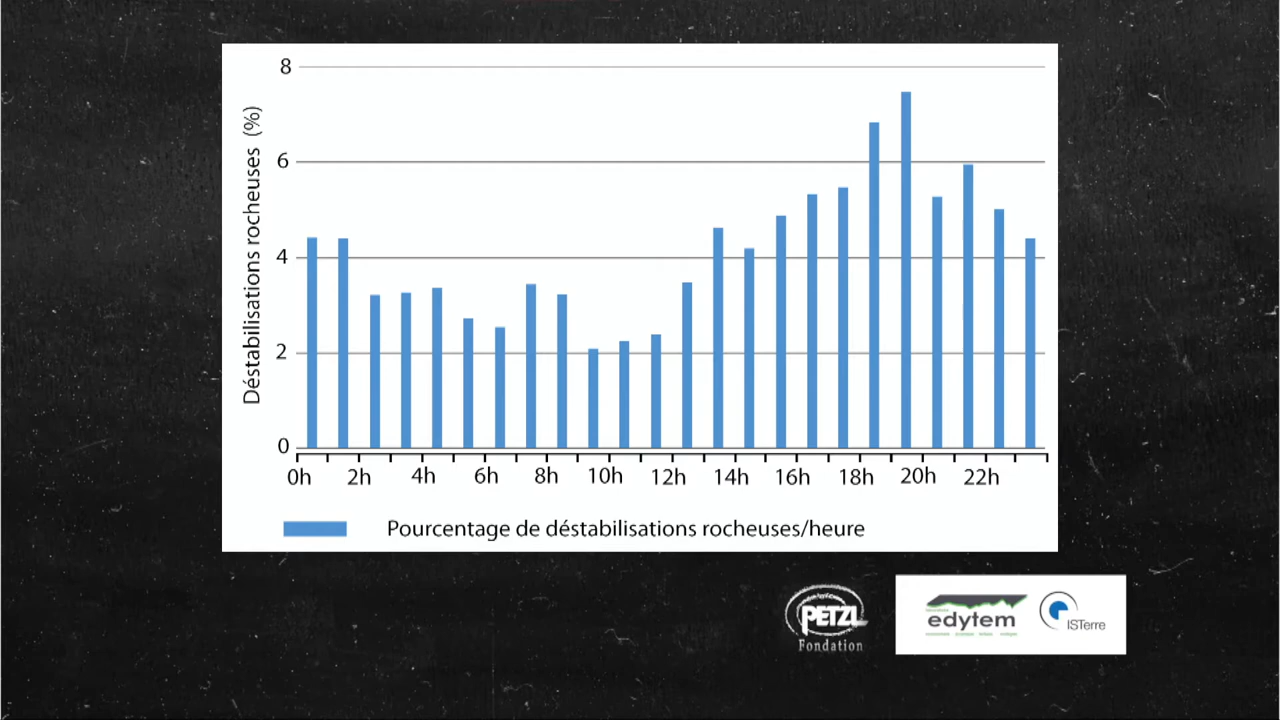 Déstabilisations rocheuses (%)
8
6
4
2
0
0h 2h 4h 6h 8h 10h 12h 14h 16h 18h 20h 22h
Pourcentage de déstabilisations rocheuses/heure
PETZL
Fondation
edytem
ISTerre